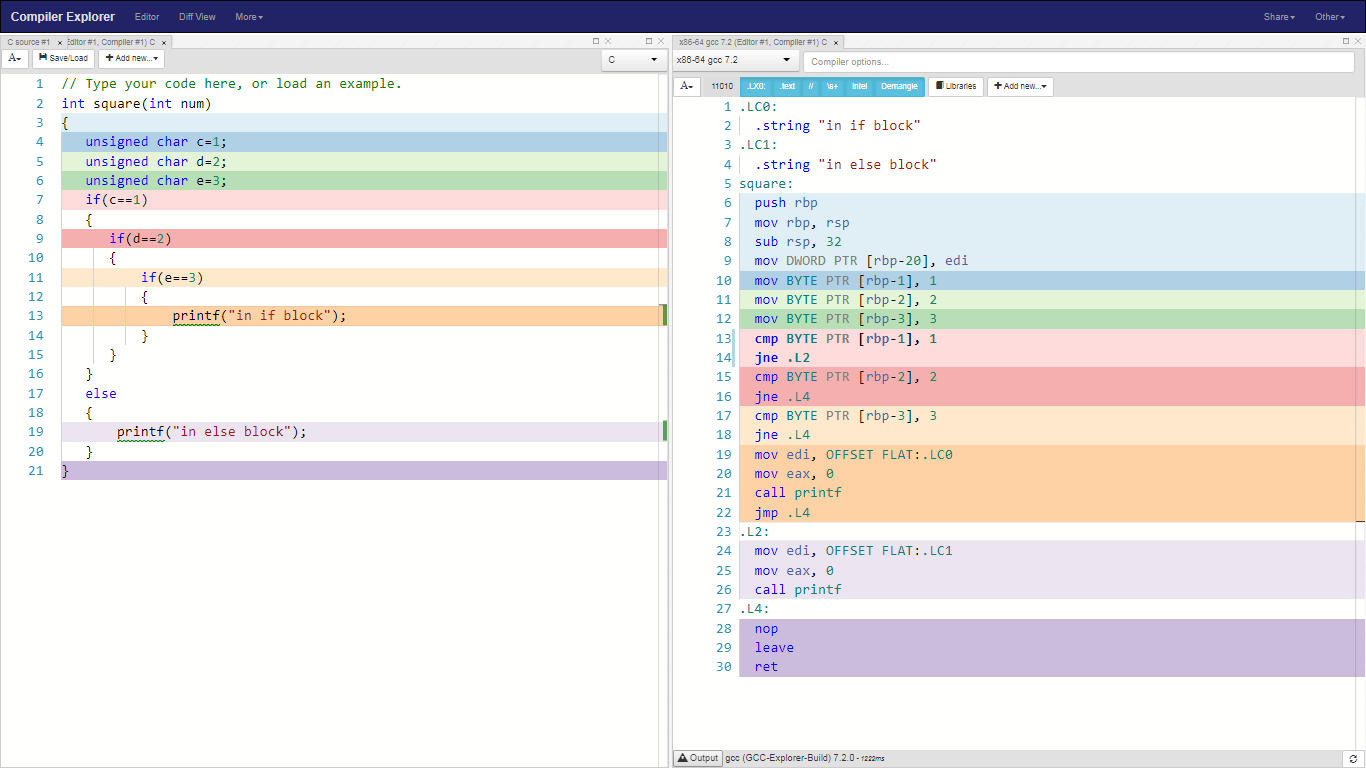 Compiler Explorer Editor Diff View More Share Other
C source #1 × Editor #1, Compiler #1) C ×
A Save/Load + Add new... C
1 // Type your code here, or load an example.
2 int square(int num)
3 {
4 unsigned char c=1;
5 unsigned char d=2;
6 unsigned char e=3;
7 if(c==1)
8 {
9 if(d==2)
10 {
11 if(e==3)
12 {
13 printf("in if block");
14 }
15 }
16 }
17 else
18 {
19 printf("in else block");
20 }
21 }
x86-64 gcc 7.2 (Editor #1, Compiler #1) C ×
x86-64 gcc 7.2 Compiler options...
A 11010 .LX0: .text // \s+ Intel Demangle Libraries + Add new...
1 .LC0:
2 .string "in if block"
3 .LC1:
4 .string "in else block"
5 square:
6 push rbp
7 mov rbp, rsp
8 sub rsp, 32
9 mov DWORD PTR [rbp-20], edi
10 mov BYTE PTR [rbp-1], 1
11 mov BYTE PTR [rbp-2], 2
12 mov BYTE PTR [rbp-3], 3
13 cmp BYTE PTR [rbp-1], 1
14 jne .L2
15 cmp BYTE PTR [rbp-2], 2
16 jne .L4
17 cmp BYTE PTR [rbp-3], 3
18 jne .L4
19 mov edi, OFFSET FLAT:.LC0
20 mov eax, 0
21 call printf
22 jmp .L4
23 .L2:
24 mov edi, OFFSET FLAT:.LC1
25 mov eax, 0
26 call printf
27 .L4:
28 nop
29 leave
30 ret
Output gcc (GCC-Explorer-Build) 7.2.0 - 1222ms